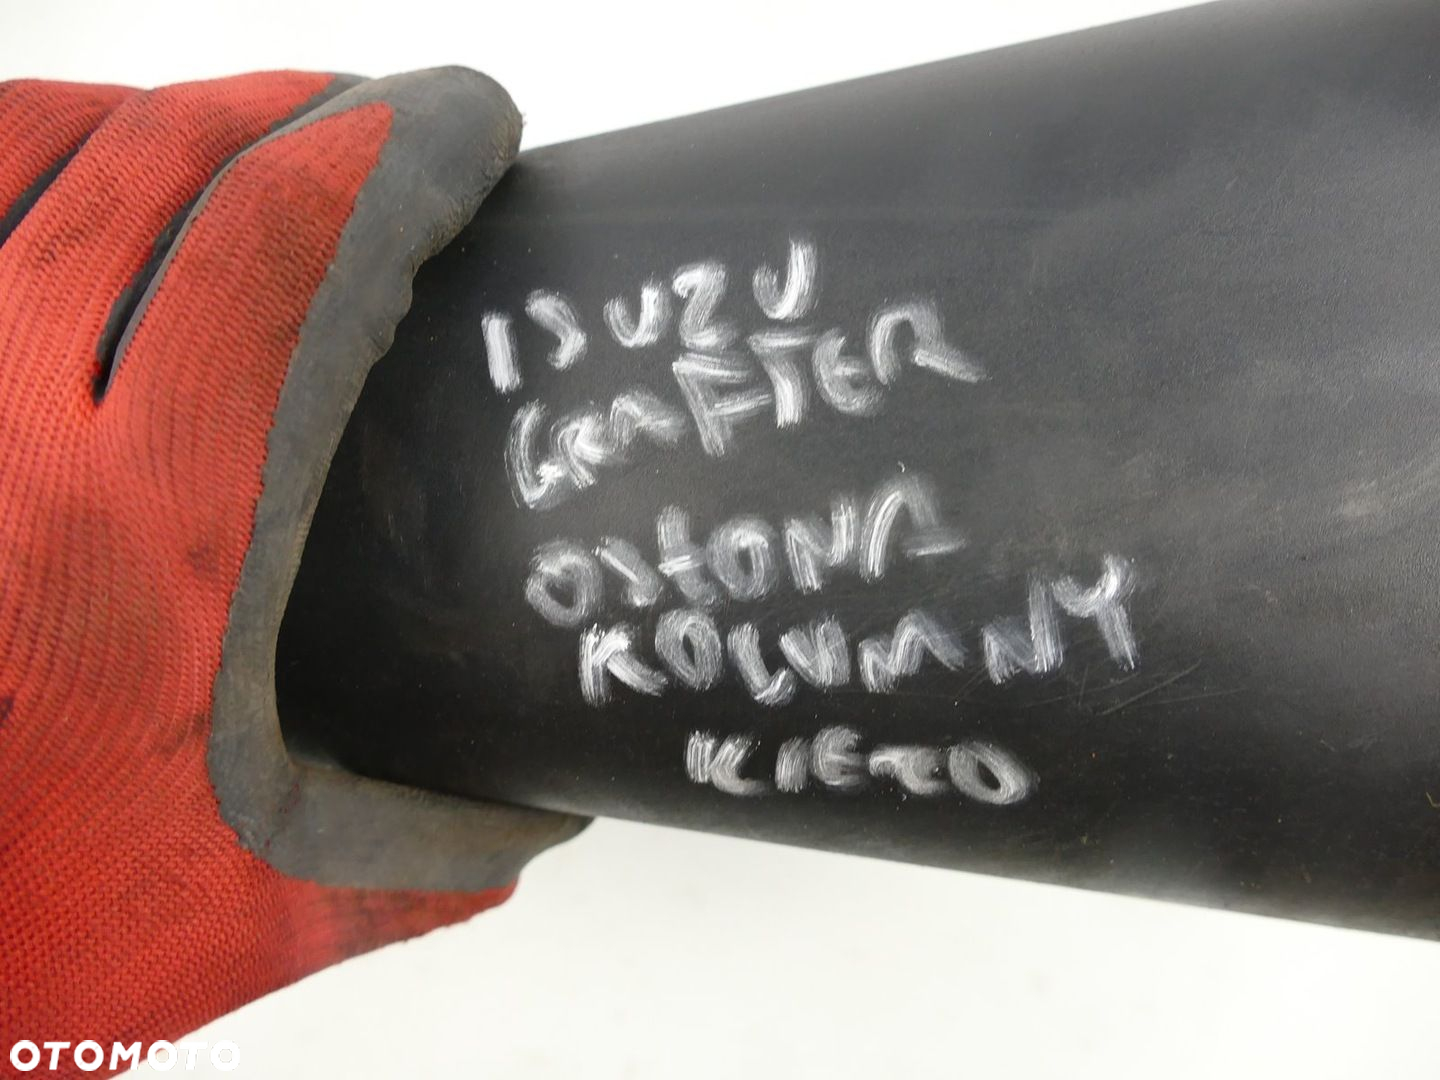 ISUZU
GRAFTER
OSŁONA
KOLUMNY
KIERO
OTOMOTO